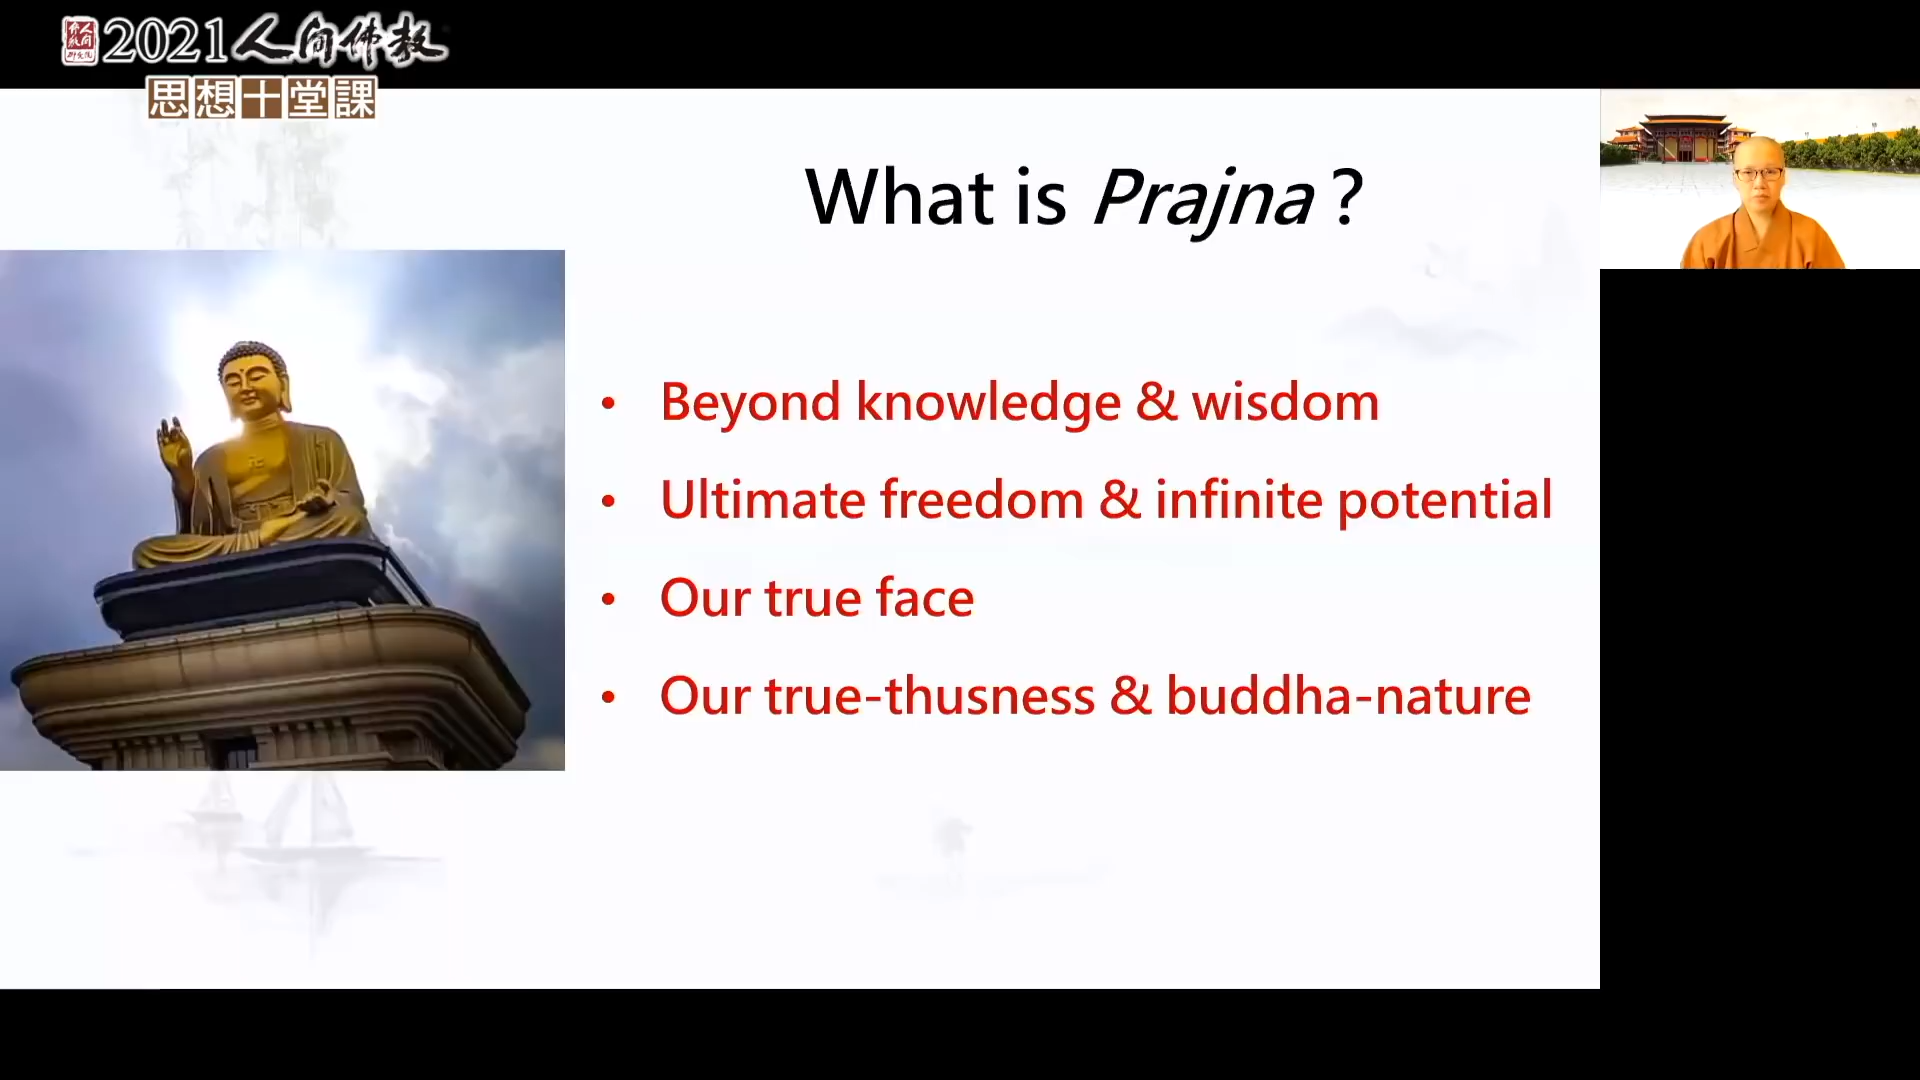 2021人間佛教
思想十堂課
What is Prajna ?
• Beyond knowledge & wisdom
• Ultimate freedom & infinite potential
• Our true face
• Our true-thusness & buddha-nature